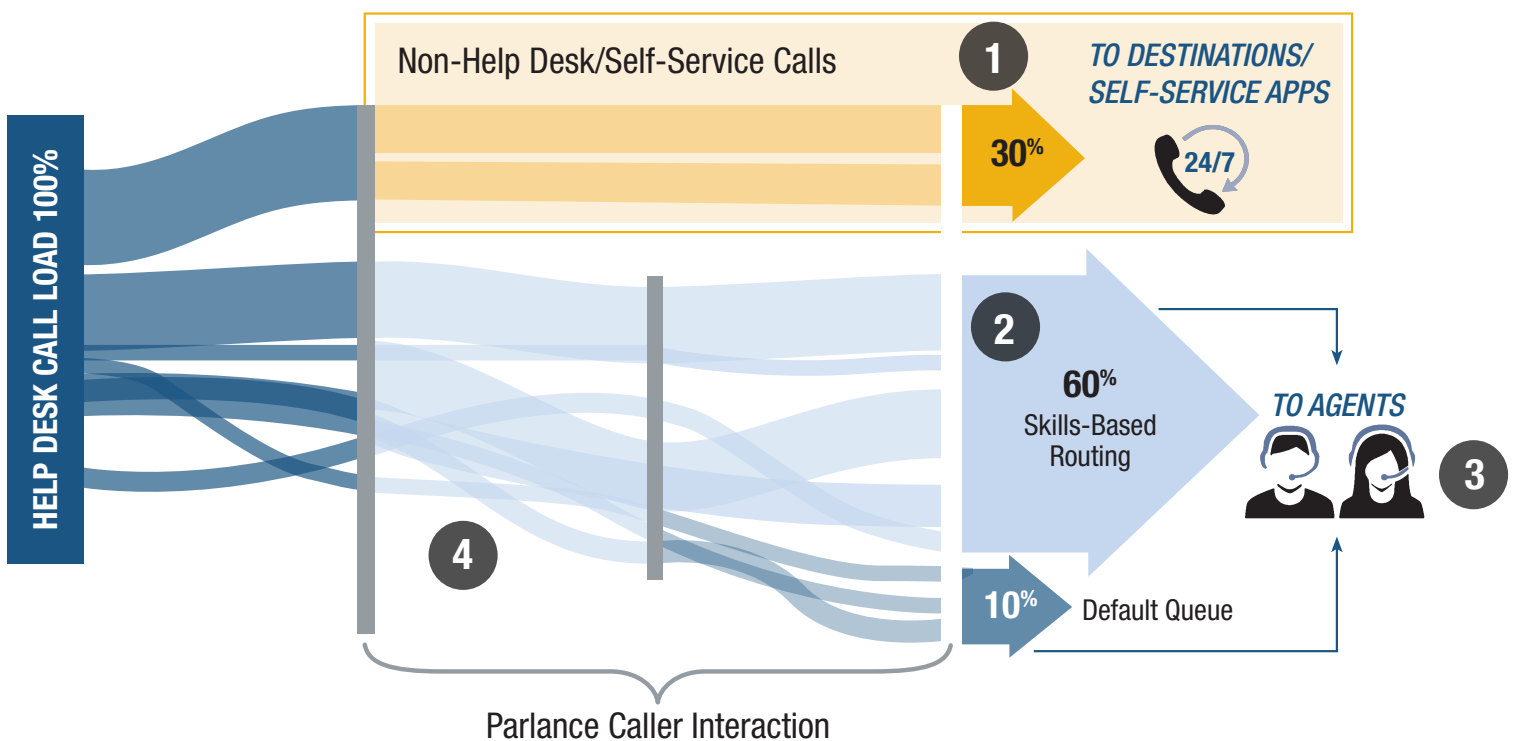 HELP DESK CALL LOAD 100%
Non-Help Desk/Self-Service Calls
1
TO DESTINATIONS/
SELF-SERVICE APPS
30%
24/7
2
60%
Skills-Based
Routing
TO AGENTS
3
4
10%
Default Queue
Parlance Caller Interaction